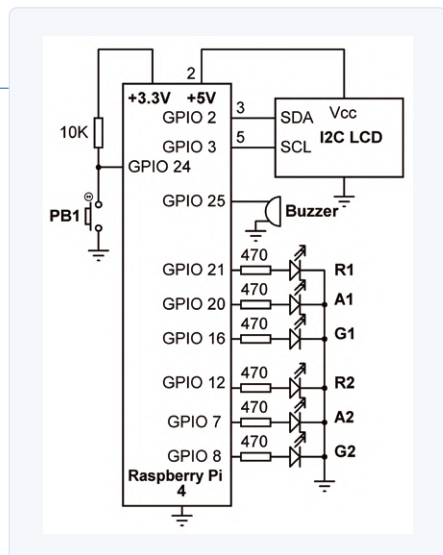 2
+3.3V +5V
Vcc
GPIO 2 3 SDA
I2C LCD
10K
GPIO 3 5 SCL
GPIO 24
PB1
GPIO 25
Buzzer
470
GPIO 21 R1
470
GPIO 20 A1
470
GPIO 16 G1
470
GPIO 12 R2
470
GPIO 7 A2
470
GPIO 8 G2
Raspberry Pi
4